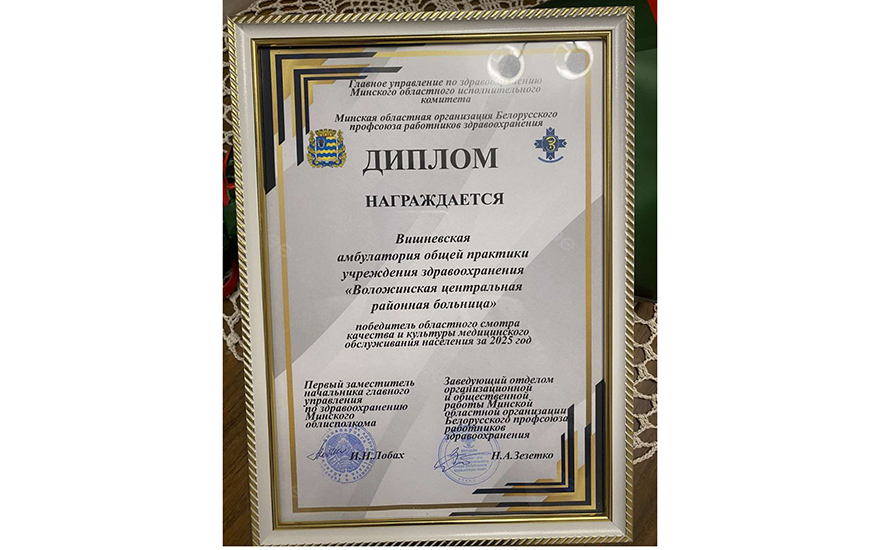 Главное управление по здравоохранению
Минского областного исполнительного
комитета
Минская областная организация Белорусского
профсоюза работников здравоохранения
ДИПЛОМ
НАГРАЖДАЕТСЯ
Вишневская
амбулатория общей практики
учреждения здравоохранения
«Воложинская центральная
районная больница»
победитель областного смотра
качества и культуры медицинского
обслуживания населения за 2025 год
Первый заместитель
начальника главного
управления
по здравоохранению
Минского
облисполкома
И.Н.Лобах
Заведующий отделом
организационной
и общественной
работы Минской
областной организации
Белорусского профсоюза
работников
здравоохранения
Н.А.Зезетко